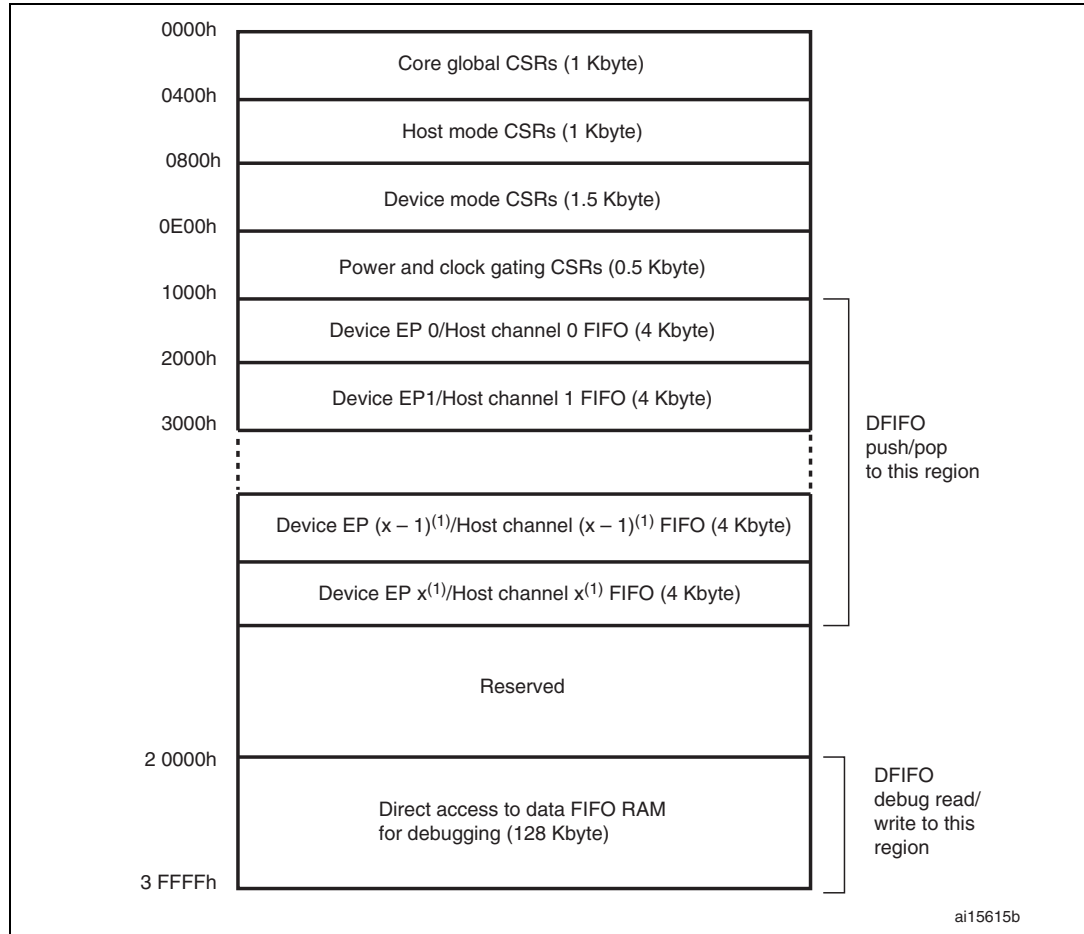 0000h
Core global CSRs (1 Kbyte)
0400h
Host mode CSRs (1 Kbyte)
0800h
Device mode CSRs (1.5 Kbyte)
0E00h
Power and clock gating CSRs (0.5 Kbyte)
1000h
Device EP 0/Host channel 0 FIFO (4 Kbyte)
2000h
Device EP1/Host channel 1 FIFO (4 Kbyte)
3000h
DFIFO
push/pop
to this region
Device EP (x – 1)(1)/Host channel (x – 1)(1) FIFO (4 Kbyte)
Device EP x(1)/Host channel x(1) FIFO (4 Kbyte)
Reserved
2 0000h
Direct access to data FIFO RAM
for debugging (128 Kbyte)
DFIFO
debug read/
write to this
region
3 FFFFh
ai15615b